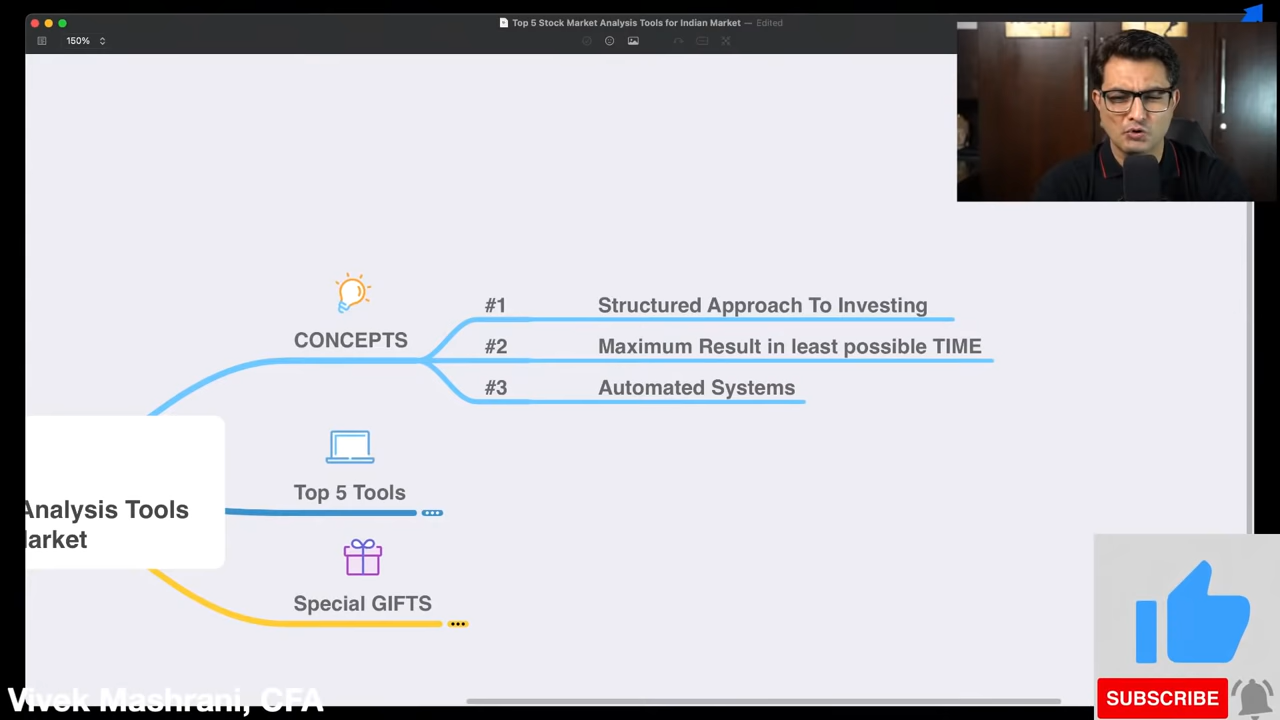 Top 5 Stock Market Analysis Tools for Indian Market — Edited
150%
CONCEPTS
#1 Structured Approach To Investing
#2 Maximum Result in least possible TIME
#3 Automated Systems
Analysis Tools
arket
Top 5 Tools
Special GIFTS
Vivek Mashrani, CFA
SUBSCRIBE